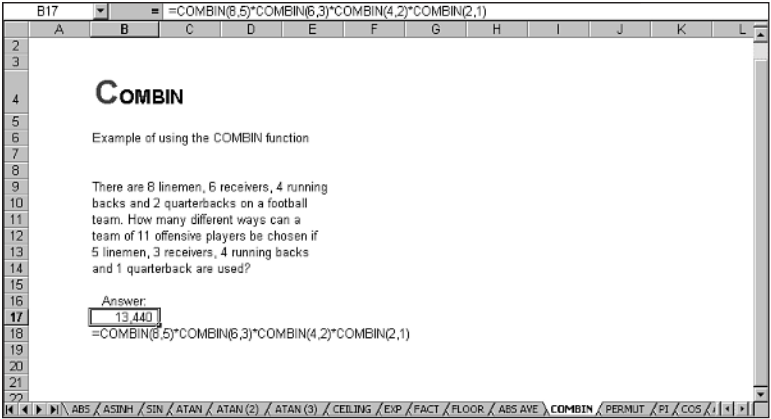 B17 = =COMBIN(8,5)*COMBIN(6,3)*COMBIN(4,2)*COMBIN(2,1)
A B C D E F G H I J K L
2
3
4 COMBIN
5
6 Example of using the COMBIN function
7
8
9 There are 8 linemen, 6 receivers, 4 running
10 backs and 2 quarterbacks on a football
11 team. How many different ways can a
12 team of 11 offensive players be chosen if
13 5 linemen, 3 receivers, 4 running backs
14 and 1 quarterback are used?
15
16 Answer:
17 13,440
18 =COMBIN(8,5)*COMBIN(6,3)*COMBIN(4,2)*COMBIN(2,1)
19
20
21
22
ABS / ASINH / SIN / ATAN / ATAN (2) / ATAN (3) / CEILING / EXP / FACT / FLOOR / ABS AVE \ COMBIN / PERMUT / PI / COS /